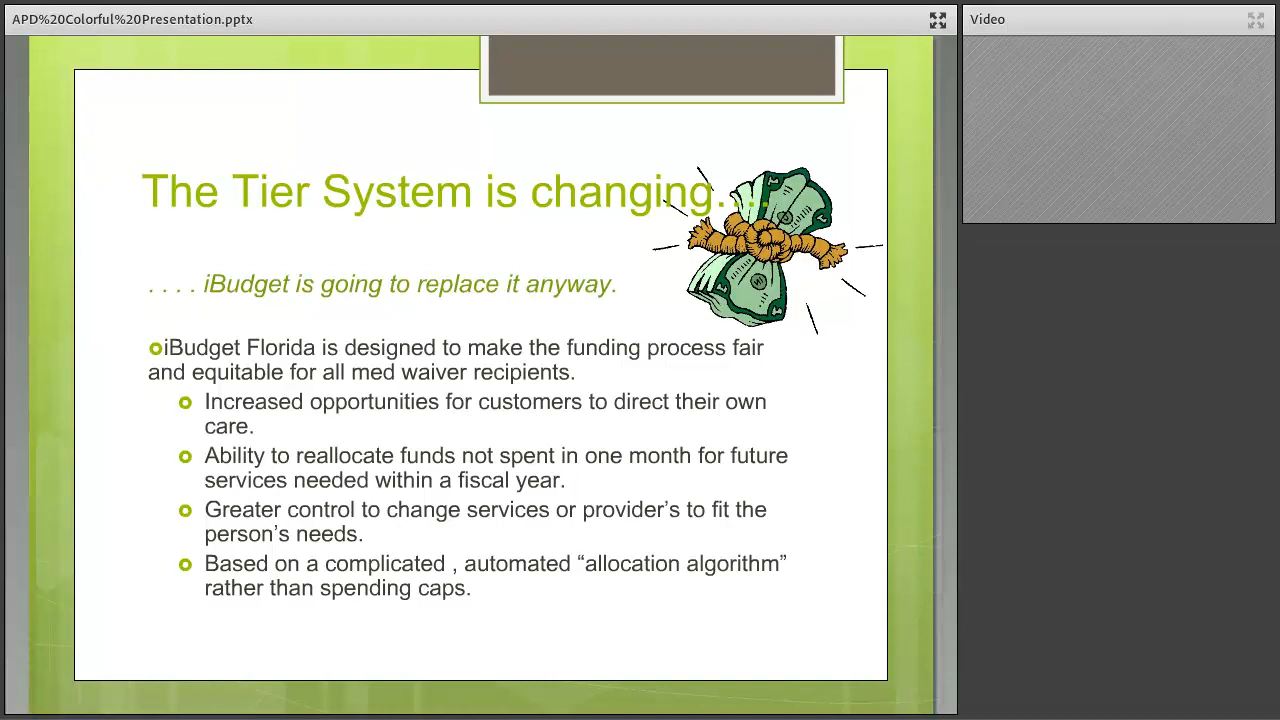 APD%20Colorful%20Presentation.pptx
Video
The Tier System is changing....
. . . . iBudget is going to replace it anyway.
iBudget Florida is designed to make the funding process fair
and equitable for all med waiver recipients.
Increased opportunities for customers to direct their own
care.
Ability to reallocate funds not spent in one month for future
services needed within a fiscal year.
Greater control to change services or provider’s to fit the
person’s needs.
Based on a complicated , automated “allocation algorithm”
rather than spending caps.